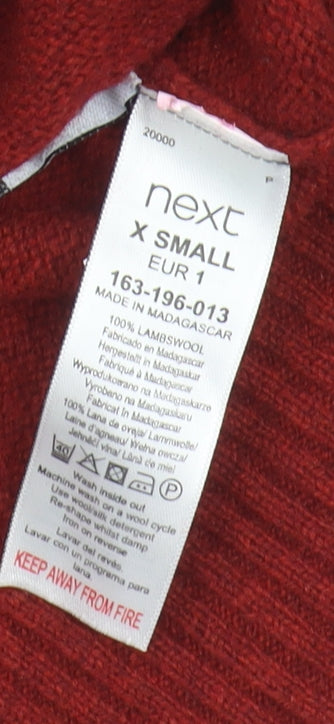 20000
P
next
X SMALL
EUR 1
163-196-013
MADE IN MADAGASCAR
100% LAMBSWOOL
Fabricado en Madagascar
Hergestellt in Madagaskar
Fabriqué à Madagascar
Wyprodukowano na Madagaskarze
Vyrobeno na Madagaskaru
Fabricat în Madagascar
100% Lana de oveja/ Lammwolle/
Laine d'agneau/ Wełna owcza/
Jehněčí vlna/ Lână de miel
40 P
Wash inside out
Machine wash on a wool cycle
Use wool/silk detergent
Re-shape whilst damp
Iron on reverse
Lavar del revés.
Lavar con un programa para
lana.
KEEP AWAY FROM FIRE